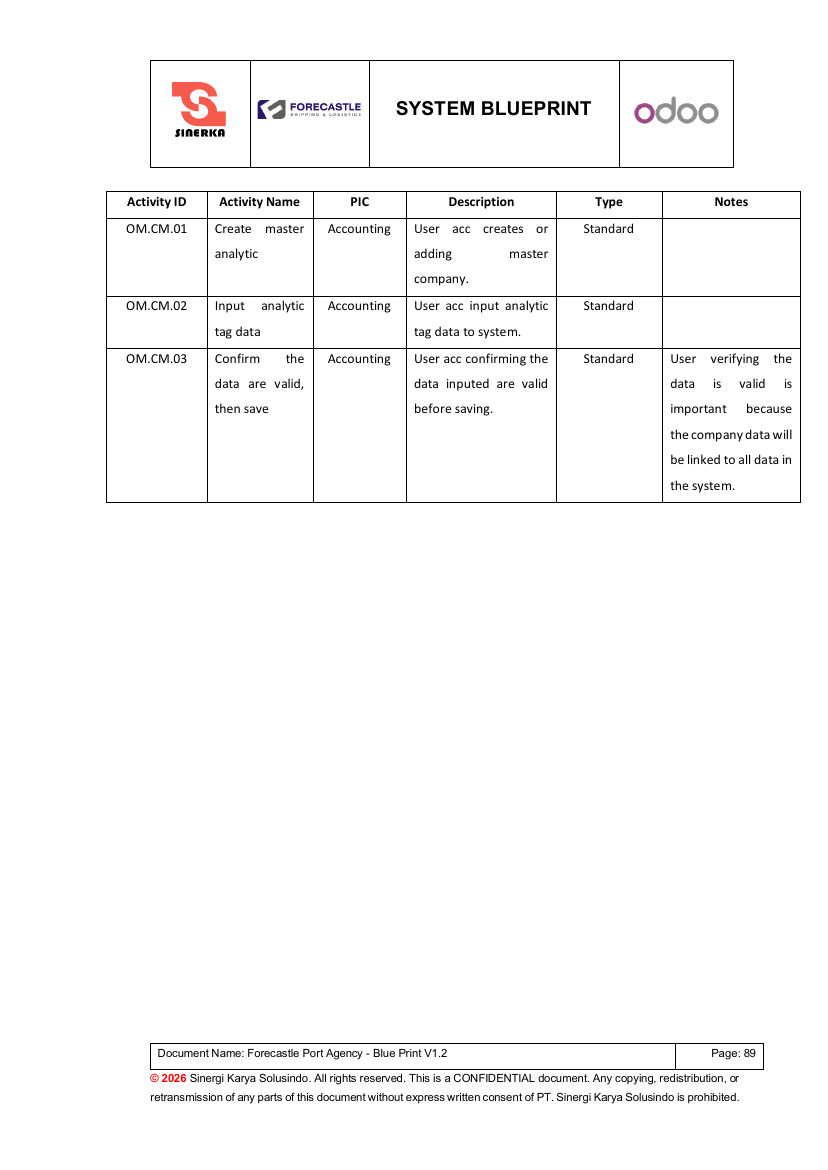 SINERKA
FORECASTLE
SHIPPING & LOGISTICS
SYSTEM BLUEPRINT
odoo
Activity ID Activity Name PIC Description Type Notes
OM.CM.01 Create master Accounting User acc creates or Standard
analytic adding master
company.
OM.CM.02 Input analytic Accounting User acc input analytic Standard
tag data tag data to system.
OM.CM.03 Confirm the Accounting User acc confirming the Standard User verifying the
data are valid, data inputed are valid data is valid is
then save before saving. important because
the company data will
be linked to all data in
the system.
Document Name: Forecastle Port Agency - Blue Print V1.2 Page: 89
© 2026 Sinergi Karya Solusindo. All rights reserved. This is a CONFIDENTIAL document. Any copying, redistribution, or
retransmission of any parts of this document without express written consent of PT. Sinergi Karya Solusindo is prohibited.